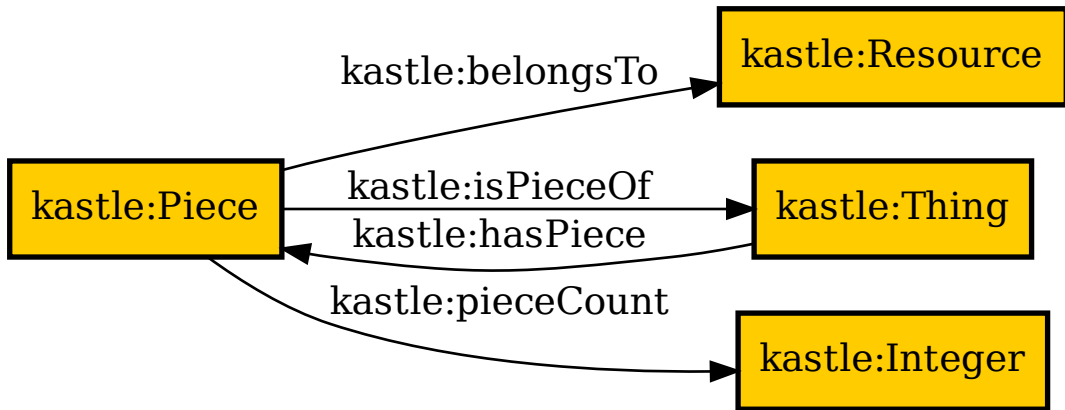 kastle:Resource
kastle:belongsTo
kastle:Piece
kastle:isPieceOf
kastle:Thing
kastle:hasPiece
kastle:pieceCount
kastle:Integer